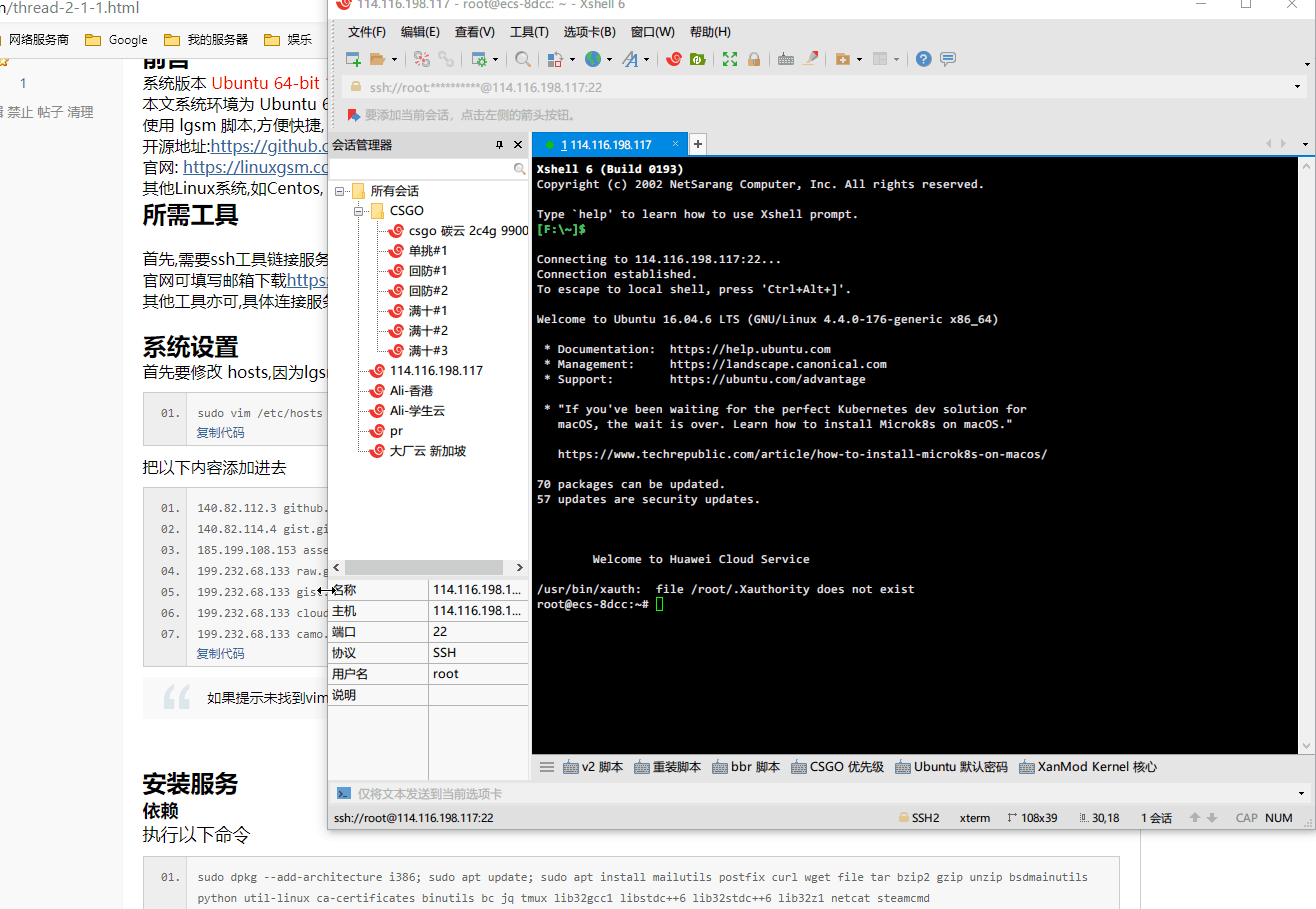 n/thread-2-1-1.html
网络服务商 Google 我的服务器 娱乐
1
禁止 帖子 清理
前言
系统版本 Ubuntu 64-bit
本文系统环境为 Ubuntu 6
使用 lgsm 脚本,方便快捷,
开源地址:https://github.c
官网: https://linuxgsm.co
其他Linux系统,如Centos,
所需工具
首先,需要ssh工具链接服务
官网可填写邮箱下载https:
其他工具亦可,具体连接服务
系统设置
首先要修改 hosts,因为lgsm
01. sudo vim /etc/hosts
复制代码
把以下内容添加进去
01. 140.82.112.3 github.
02. 140.82.114.4 gist.gi
03. 185.199.108.153 asse
04. 199.232.68.133 raw.g
05. 199.232.68.133 gist.
06. 199.232.68.133 cloud
07. 199.232.68.133 camo.
复制代码
如果提示未找到vim
安装服务
依赖
执行以下命令
01. sudo dpkg --add-architecture i386; sudo apt update; sudo apt install mailutils postfix curl wget file tar bzip2 gzip unzip bsdmainutils
python util-linux ca-certificates binutils bc jq tmux lib32gcc1 libstdc++6 lib32stdc++6 lib32z1 netcat steamcmd
114.116.198.117 - root@ecs-8dcc: ~ - Xshell 6
文件(F) 编辑(E) 查看(V) 工具(T) 选项卡(B) 窗口(W) 帮助(H)
ssh://root:**********@114.116.198.117:22
要添加当前会话，点击左侧的箭头按钮。
会话管理器
所有会话
CSGO
csgo 碳云 2c4g 9900
单挑#1
回防#1
回防#2
满十#1
满十#2
满十#3
114.116.198.117
Ali-香港
Ali-学生云
pr
大厂云 新加坡
名称 114.116.198.1...
主机 114.116.198.1...
端口 22
协议 SSH
用户名 root
说明
1 114.116.198.117
Xshell 6 (Build 0193)
Copyright (c) 2002 NetSarang Computer, Inc. All rights reserved.
Type `help' to learn how to use Xshell prompt.
[F:\~]$
Connecting to 114.116.198.117:22...
Connection established.
To escape to local shell, press 'Ctrl+Alt+]'.
Welcome to Ubuntu 16.04.6 LTS (GNU/Linux 4.4.0-176-generic x86_64)
* Documentation: https://help.ubuntu.com
* Management: https://landscape.canonical.com
* Support: https://ubuntu.com/advantage
* "If you've been waiting for the perfect Kubernetes dev solution for
macOS, the wait is over. Learn how to install Microk8s on macOS."
https://www.techrepublic.com/article/how-to-install-microk8s-on-macos/
70 packages can be updated.
57 updates are security updates.
Welcome to Huawei Cloud Service
/usr/bin/xauth: file /root/.Xauthority does not exist
root@ecs-8dcc:~#
v2 脚本 重装脚本 bbr 脚本 CSGO 优先级 Ubuntu 默认密码 XanMod Kernel 核心
仅将文本发送到当前选项卡
ssh://root@114.116.198.117:22 SSH2 xterm 108x39 30,18 1 会话 CAP NUM